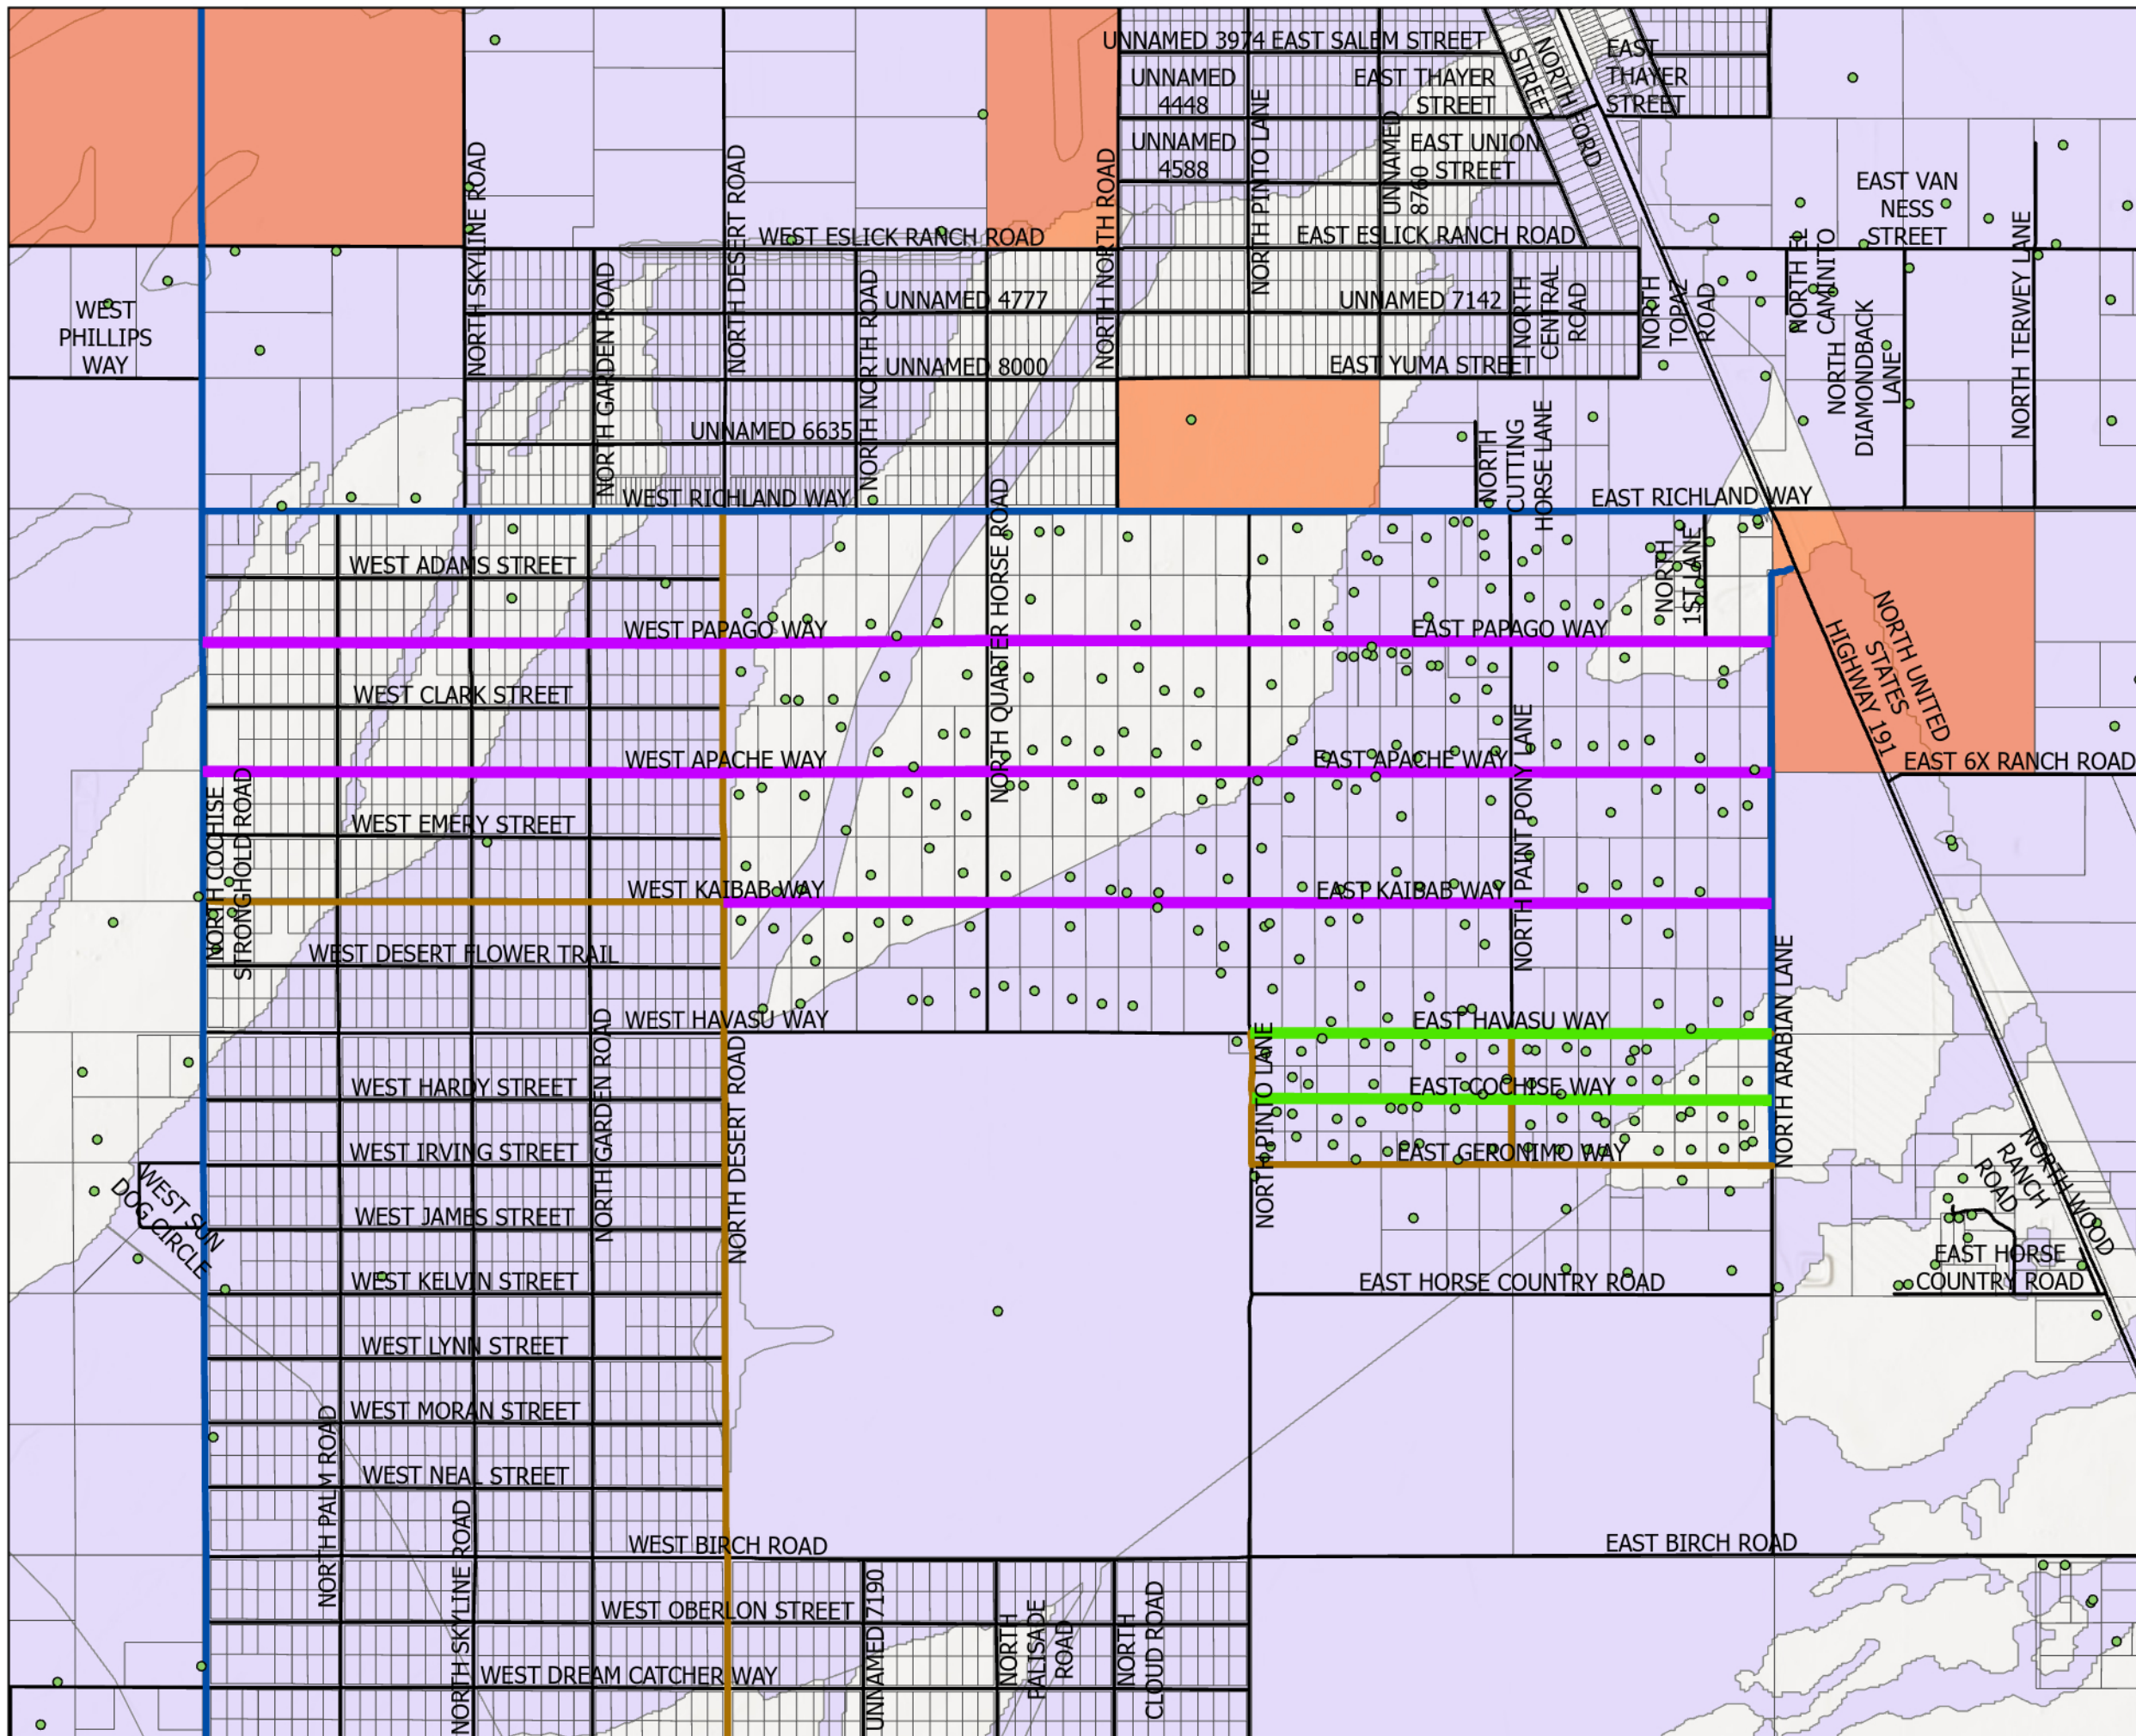 UNNAMED 3974
EAST SALEM STREET
UNNAMED
4448
EAST THAYER
STREET
STREET
NORTH FORD
EAST
THAYER
STREET
UNNAMED
4588
NORTH PINTO LANE
UNNAMED
8760
EAST UNION
STREET
EAST VAN
NESS
STREET
NORTH SKYLINE ROAD
NORTH DESERT ROAD
WEST ESLICK RANCH ROAD
NORTH NORTH ROAD
EAST ESLICK RANCH ROAD
WEST
PHILLIPS
WAY
NORTH GARDEN ROAD
NORTH NORTH ROAD
UNNAMED 4777
UNNAMED 7142
NORTH
CENTRAL
ROAD
NORTH
TOPAZ
ROAD
NORTH EL
CAMINITO
NORTH
DIAMONDBACK
LANE
NORTH TERWEY LANE
UNNAMED 8000
EAST YUMA STREET
UNNAMED 6635
NORTH
CUTTING
HORSE LANE
WEST RICHLAND WAY
EAST RICHLAND WAY
WEST ADAMS STREET
NORTH QUARTER HORSE ROAD
NORTH
1ST LANE
WEST PAPAGO WAY
EAST PAPAGO WAY
NORTH UNITED
STATES
HIGHWAY 191
WEST CLARK STREET
NORTH PAINT PONY LANE
WEST APACHE WAY
EAST APACHE WAY
EAST 6X RANCH ROAD
NORTH COCHISE
STRONGHOLD ROAD
WEST EMERY STREET
WEST KAIBAB WAY
EAST KAIBAB WAY
WEST DESERT FLOWER TRAIL
NORTH ARABIAN LANE
WEST HAVASU WAY
EAST HAVASU WAY
NORTH GARDEN ROAD
NORTH DESERT ROAD
NORTH PINTO LANE
WEST HARDY STREET
EAST COCHISE WAY
WEST IRVING STREET
EAST GERONIMO WAY
WEST SUN
DOG CIRCLE
WEST JAMES STREET
NORTH WOOD
RANCH
ROAD
WEST KELVIN STREET
EAST HORSE COUNTRY ROAD
EAST HORSE
COUNTRY ROAD
WEST LYNN STREET
NORTH PALM ROAD
WEST MORAN STREET
WEST NEAL STREET
NORTH SKYLINE ROAD
WEST BIRCH ROAD
EAST BIRCH ROAD
WEST OBERLON STREET
UNNAMED 7190
NORTH
PALISADE
ROAD
NORTH
CLOUD ROAD
WEST DREAM CATCHER WAY